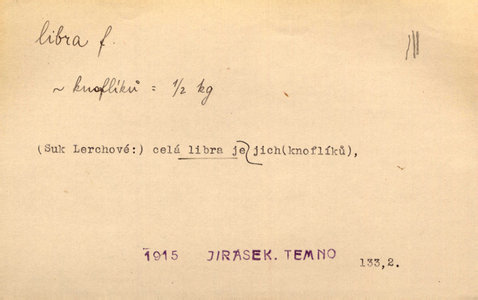 libra f.
~ knoflíků = 1/2 kg
(Suk Lerchové:) celá libra je jich(knoflíků),
1915 JIRÁSEK. TEMNO 133,2.